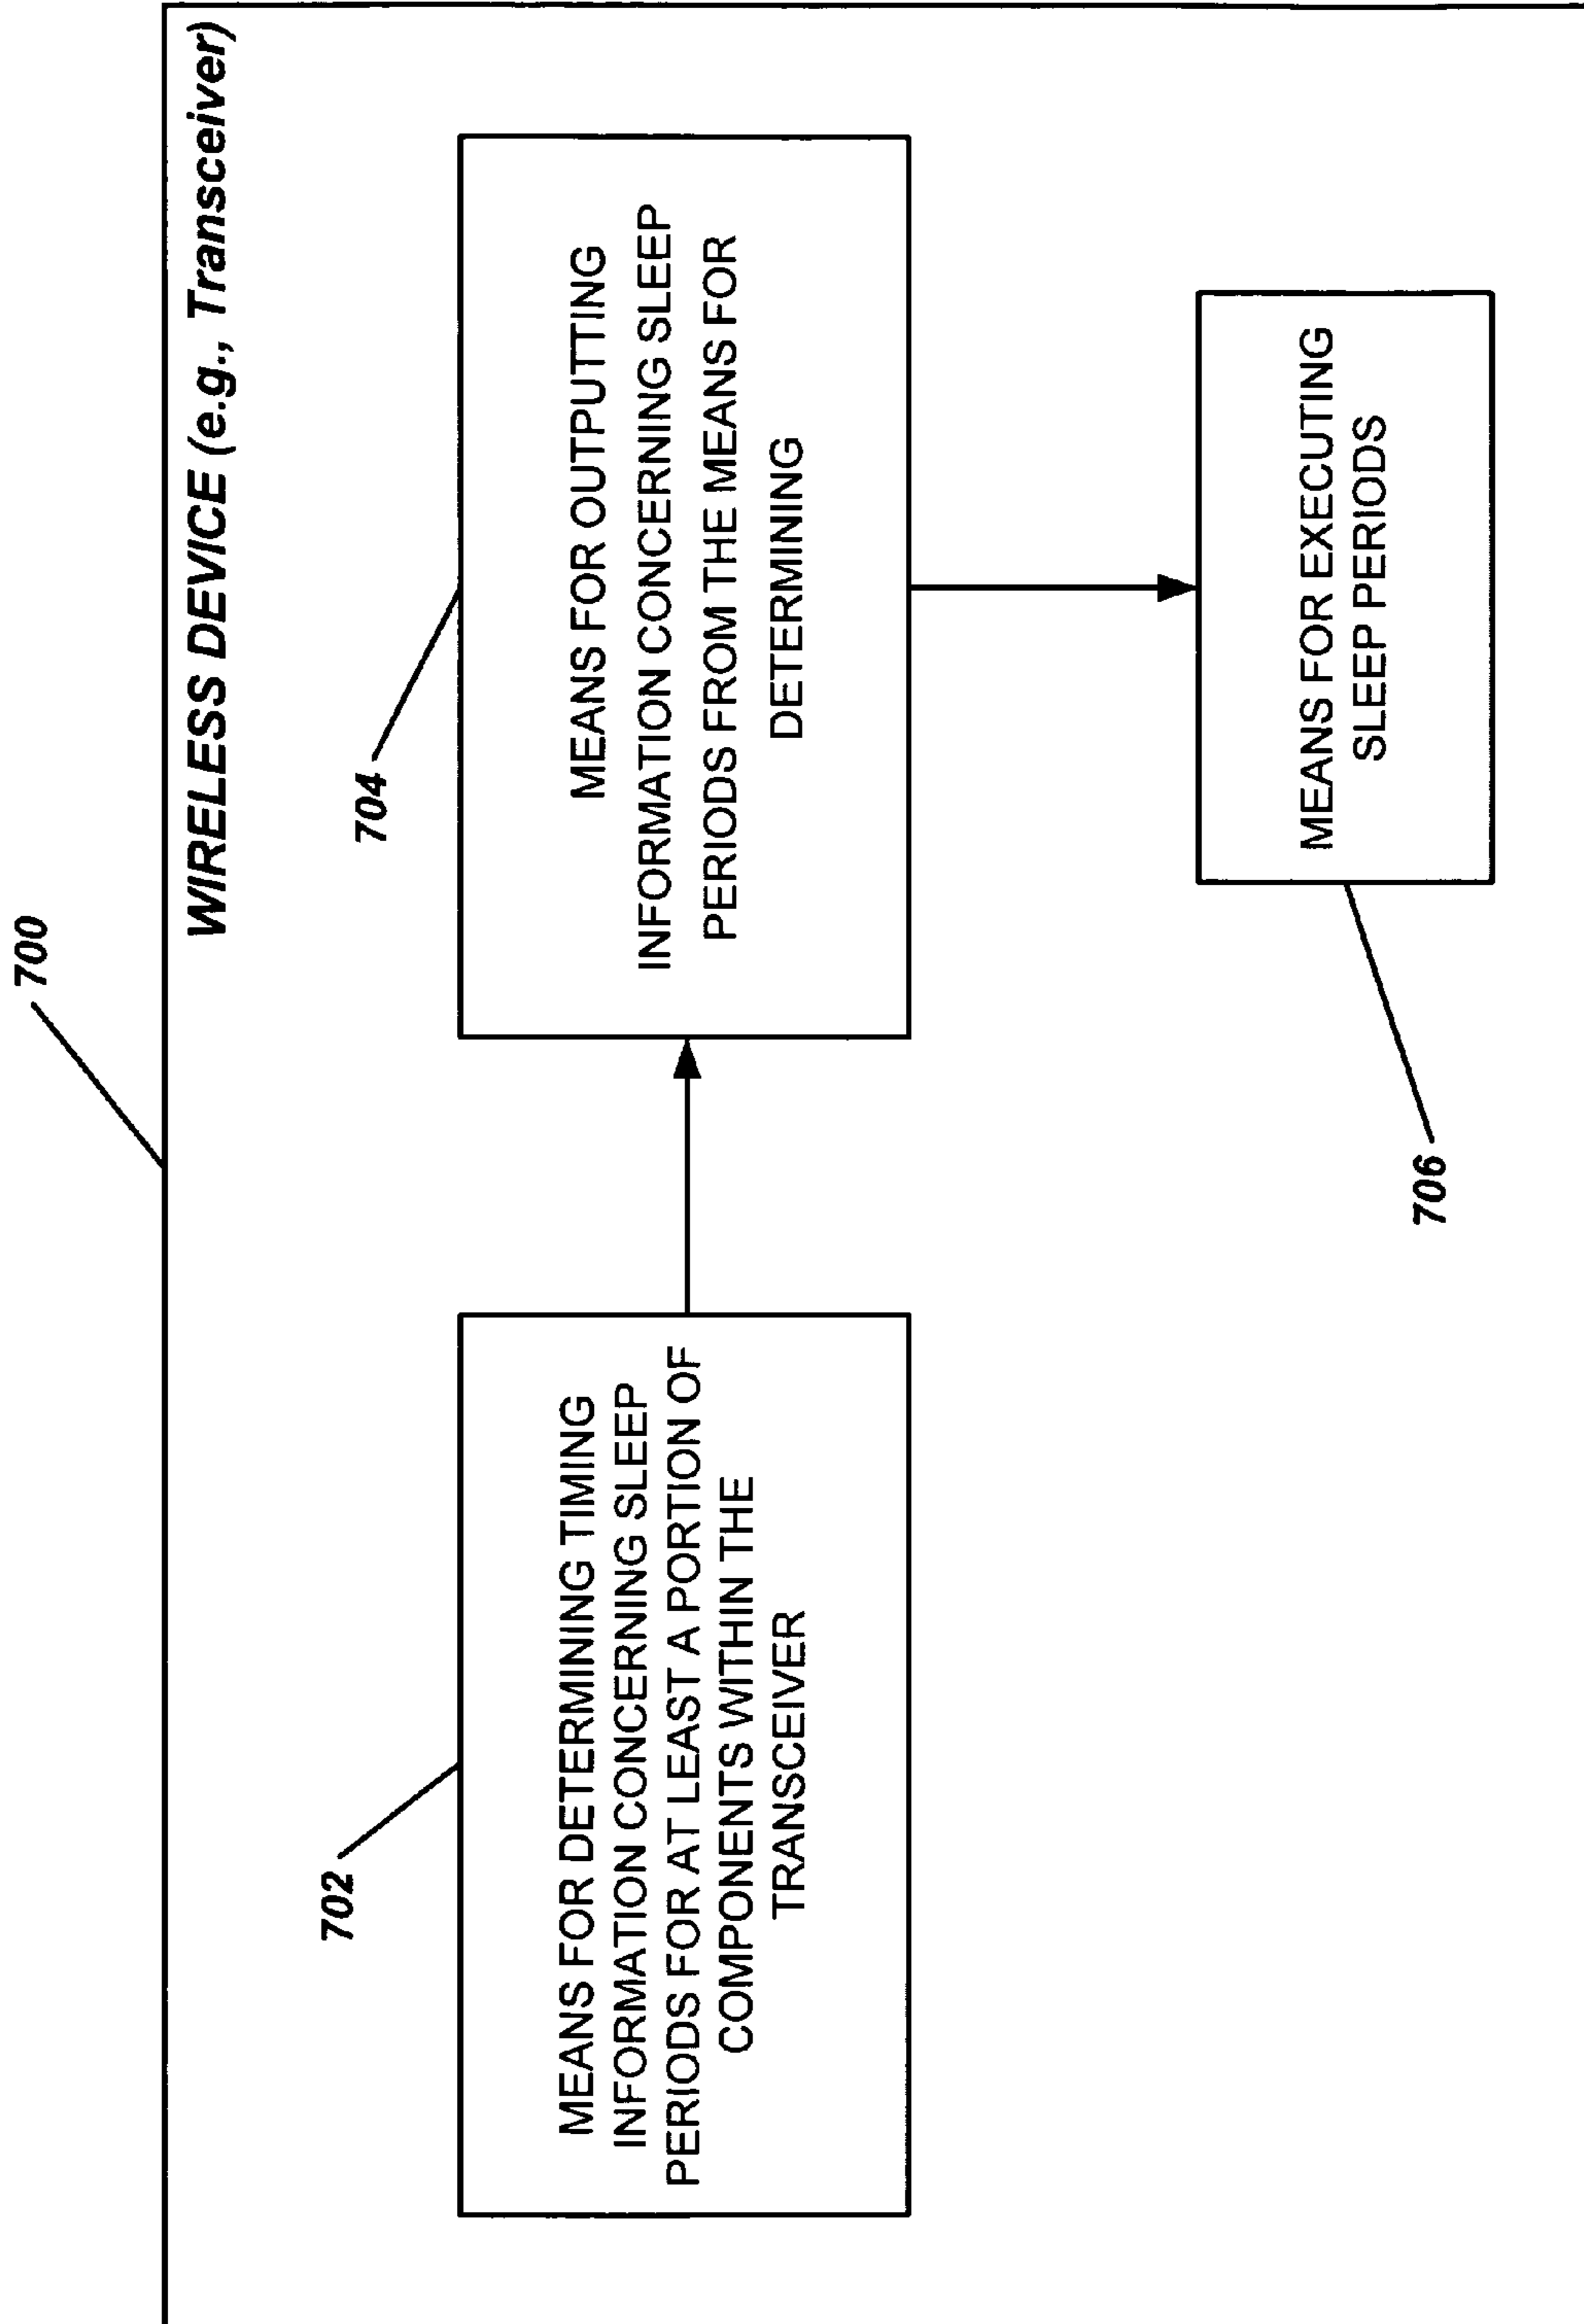 700
WIRELESS DEVICE (e.g., Transceiver)
702
MEANS FOR DETERMINING TIMING
INFORMATION CONCERNING SLEEP
PERIODS FOR AT LEAST A PORTION OF
COMPONENTS WITHIN THE
TRANSCEIVER
704
MEANS FOR OUTPUTTING
INFORMATION CONCERNING SLEEP
PERIODS FROM THE MEANS FOR
DETERMINING
706
MEANS FOR EXECUTING
SLEEP PERIODS